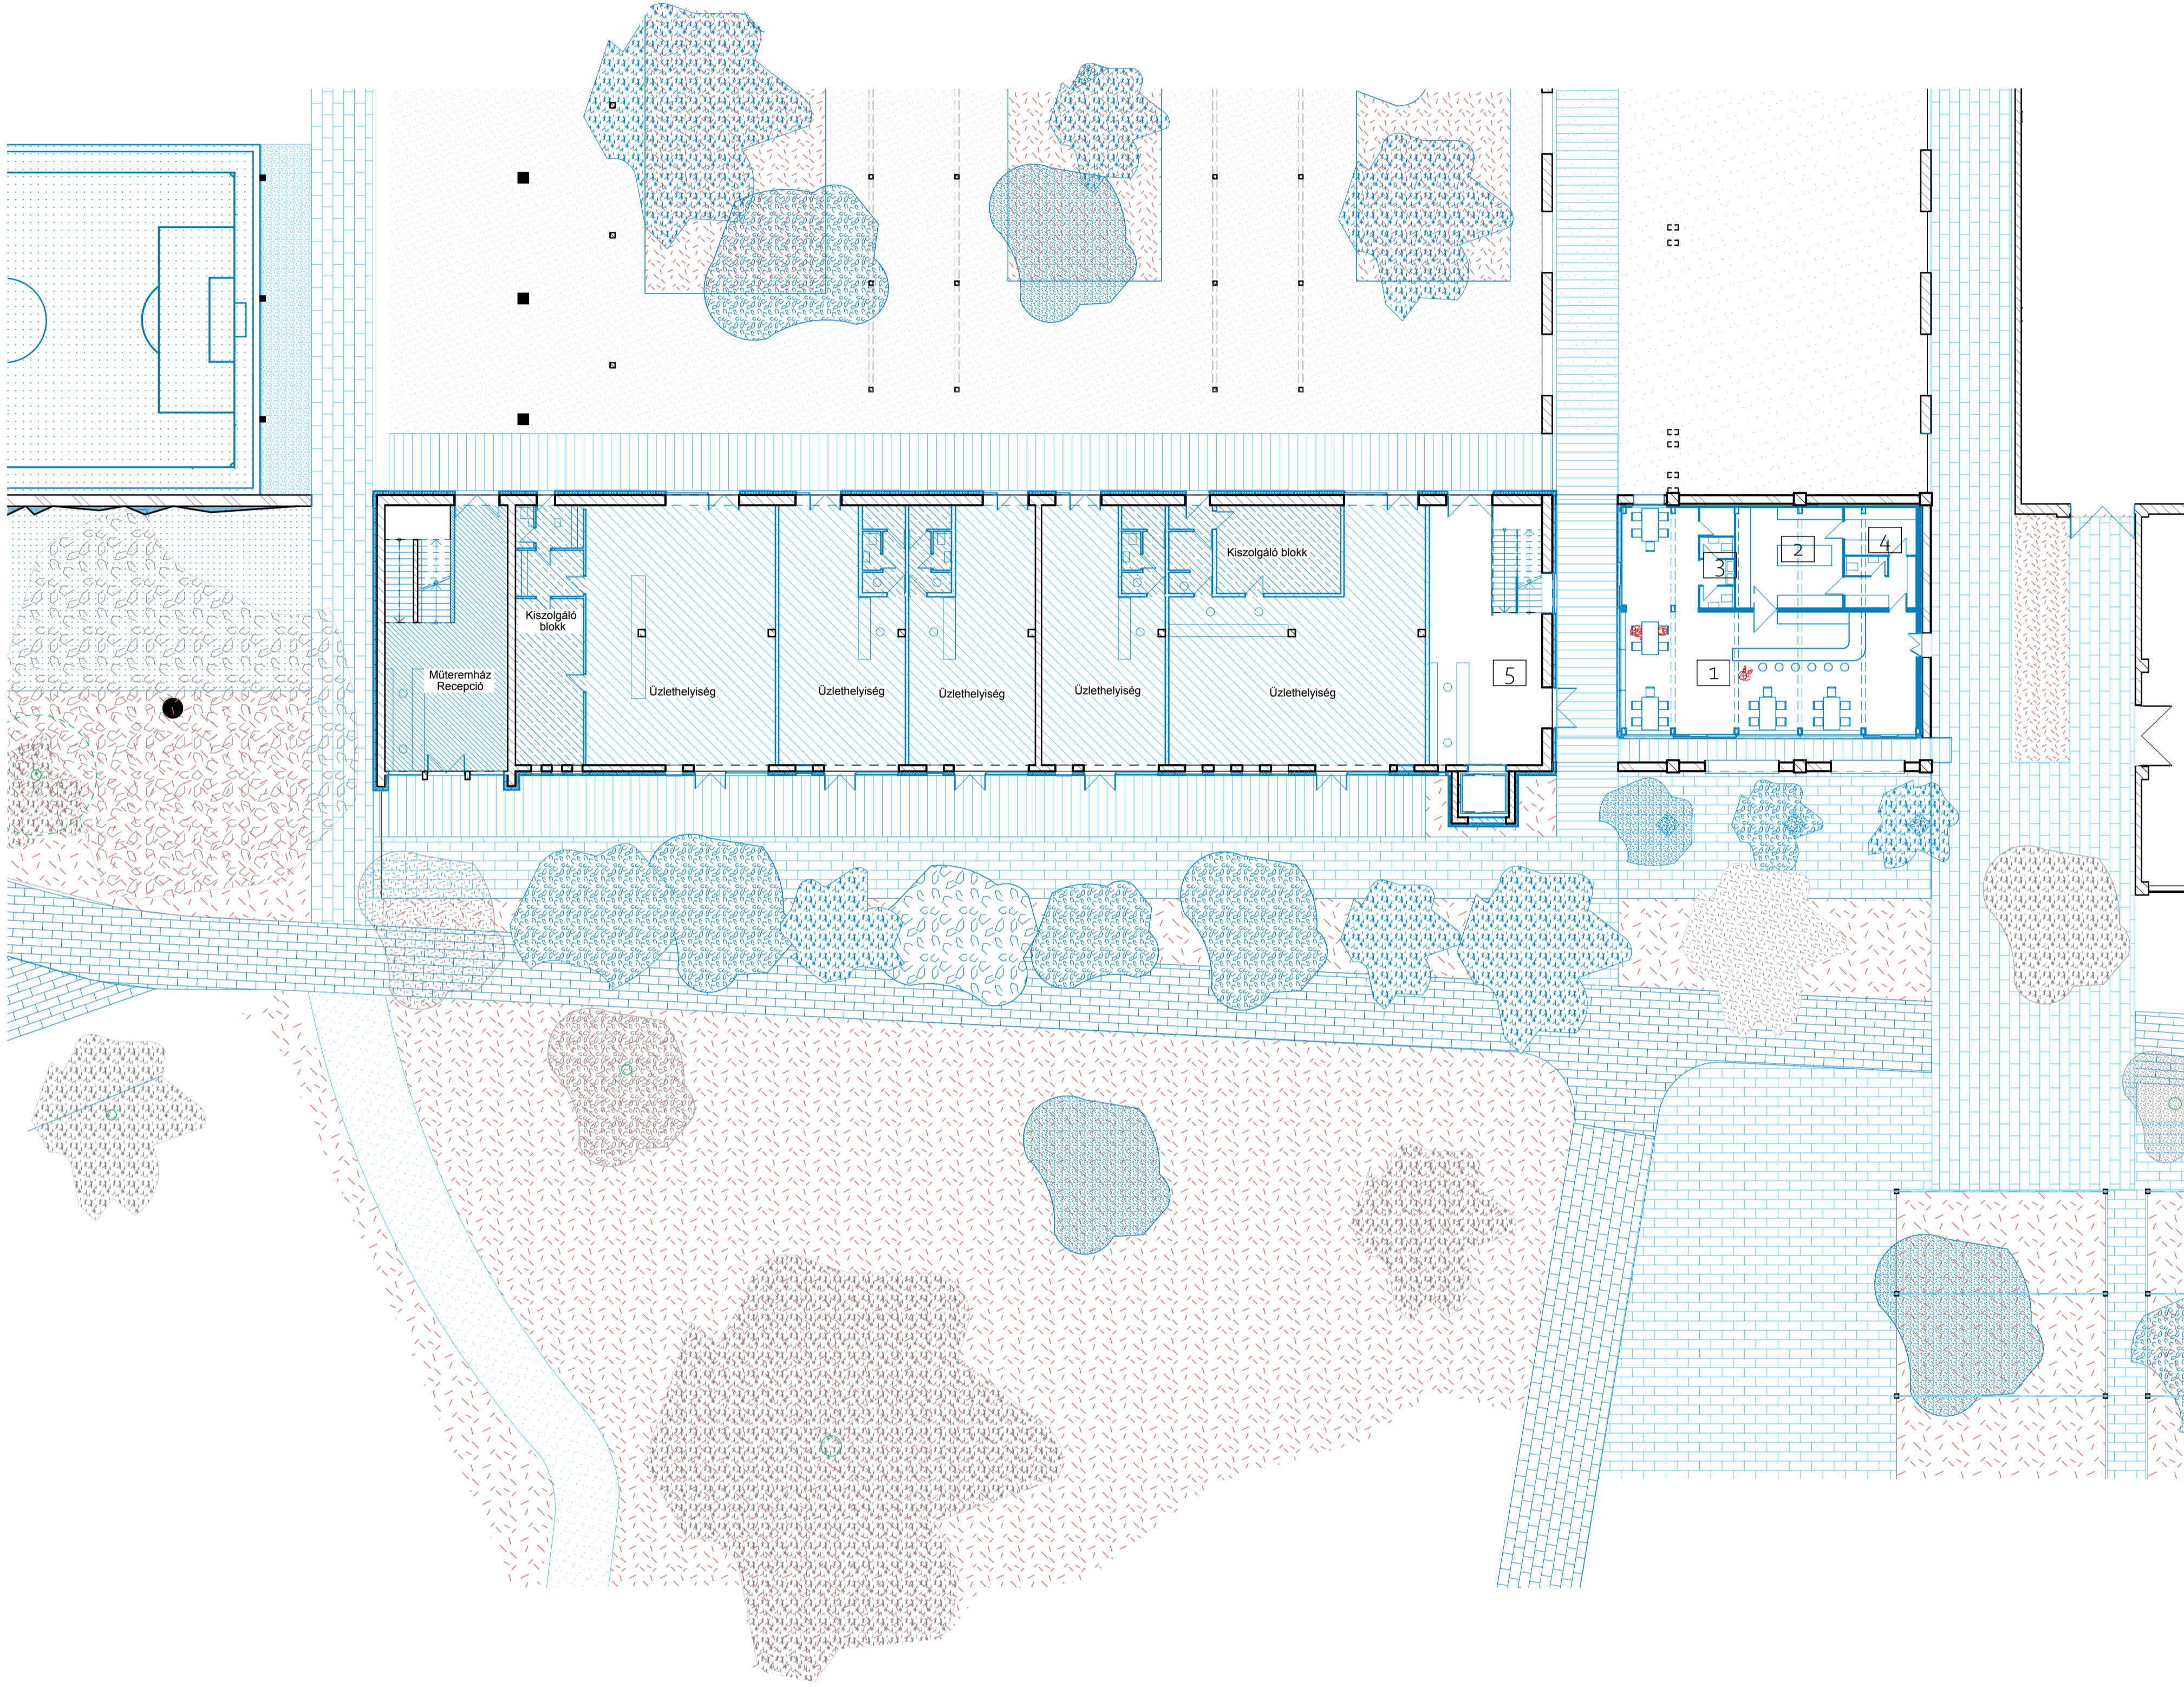 3
2
4
Kiszolgáló blokk
Kiszolgáló
blokk
Műteremház
Recepció
Üzlethelyiség
Üzlethelyiség
Üzlethelyiség
Üzlethelyiség
Üzlethelyiség
5
1